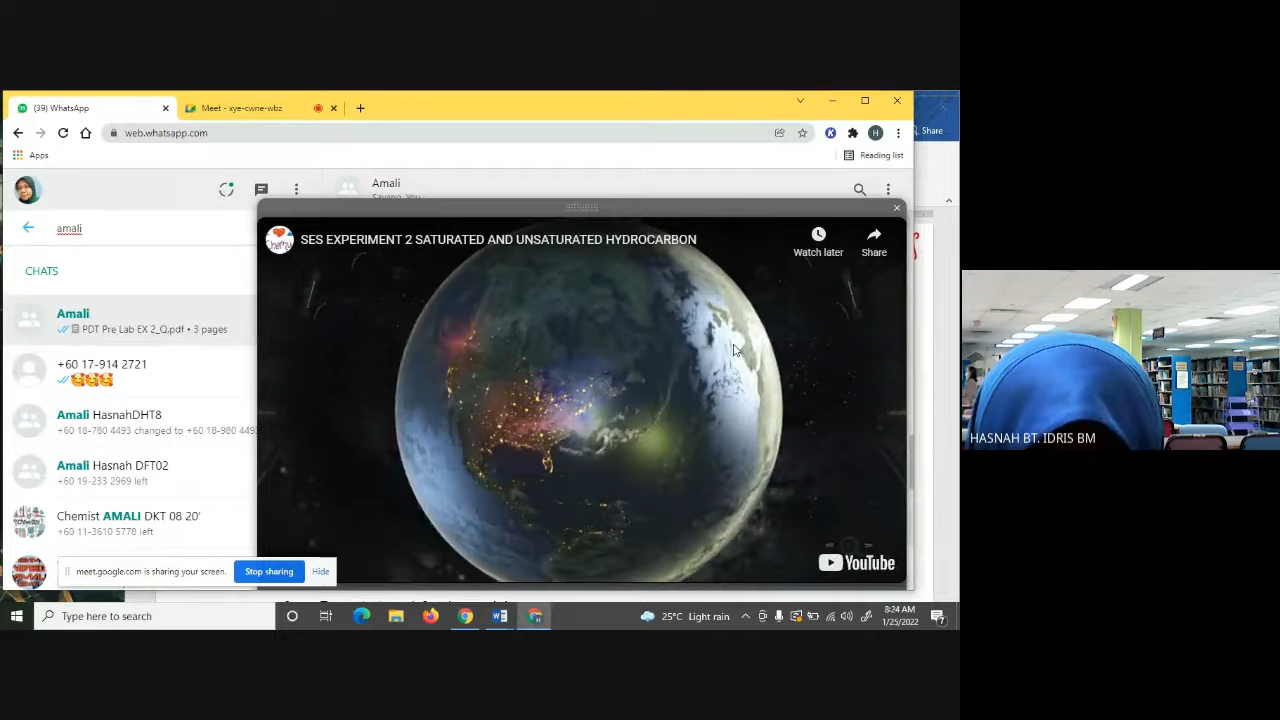 (39) WhatsApp
Meet - xye-cwne-wbz
web.whatsapp.com
Share
Apps
Reading list
Amali
amali
SES EXPERIMENT 2 SATURATED AND UNSATURATED HYDROCARBON
Watch later
Share
CHATS
Amali
PDT Pre Lab EX 2_Q.pdf • 3 pages
+60 17-914 2721
Amali HasnahDHT8
+60 18-780 4493 changed to +60 18-980 4493
Amali Hasnah DFT02
+60 19-233 2969 left
Chemist AMALI DKT 08 20'
+60 11-3610 5778 left
HASNAH BT. IDRIS BM
meet.google.com is sharing your screen.
Stop sharing
Hide
YouTube
Type here to search
25°C Light rain
8:24 AM
1/25/2022
7